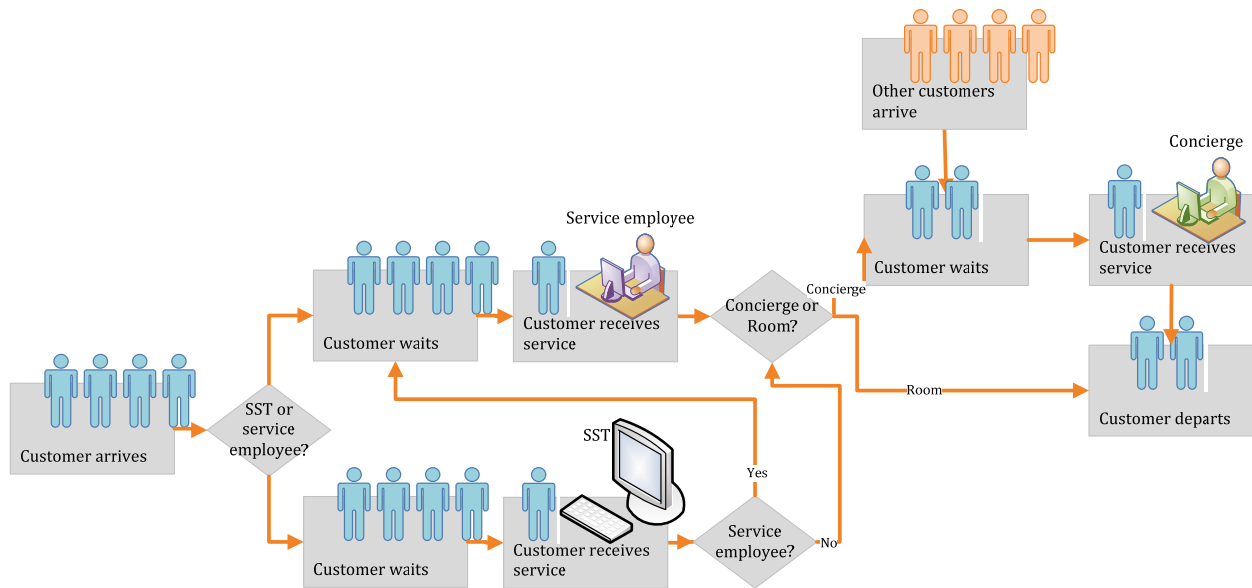 Other customers
arrive
Concierge
Customer waits
Customer receives
service
Service employee
Customer waits
Customer receives
service
Concierge or
Room?
Concierge
Room
Customer departs
Customer arrives
SST or
service
employee?
SST
Customer waits
Customer receives
service
Service
employee?
Yes
No